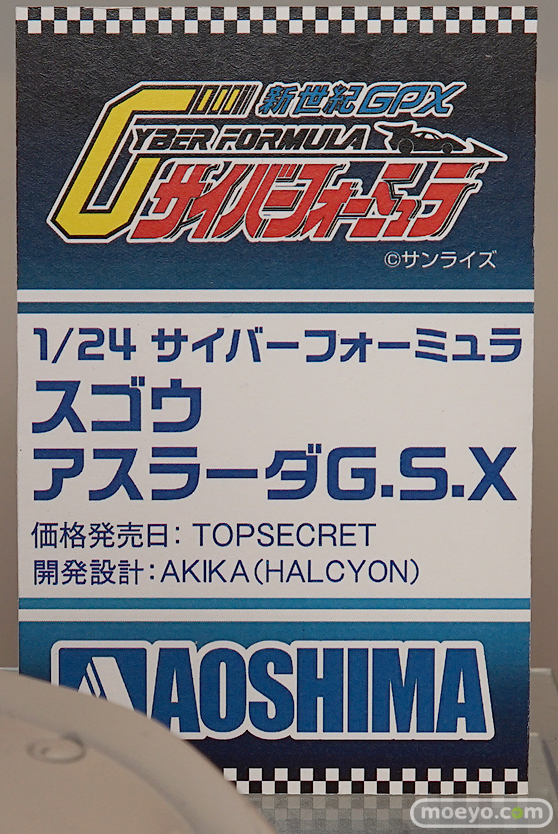 新世紀GPX
CYBER FORMULA
サイバーフォーミュラ
©サンライズ
1/24 サイバーフォーミュラ
スゴウ
アスラーダG.S.X
価格発売日：TOPSECRET
開発設計：AKIKA(HALCYON)
AOSHIMA
moeyo.com